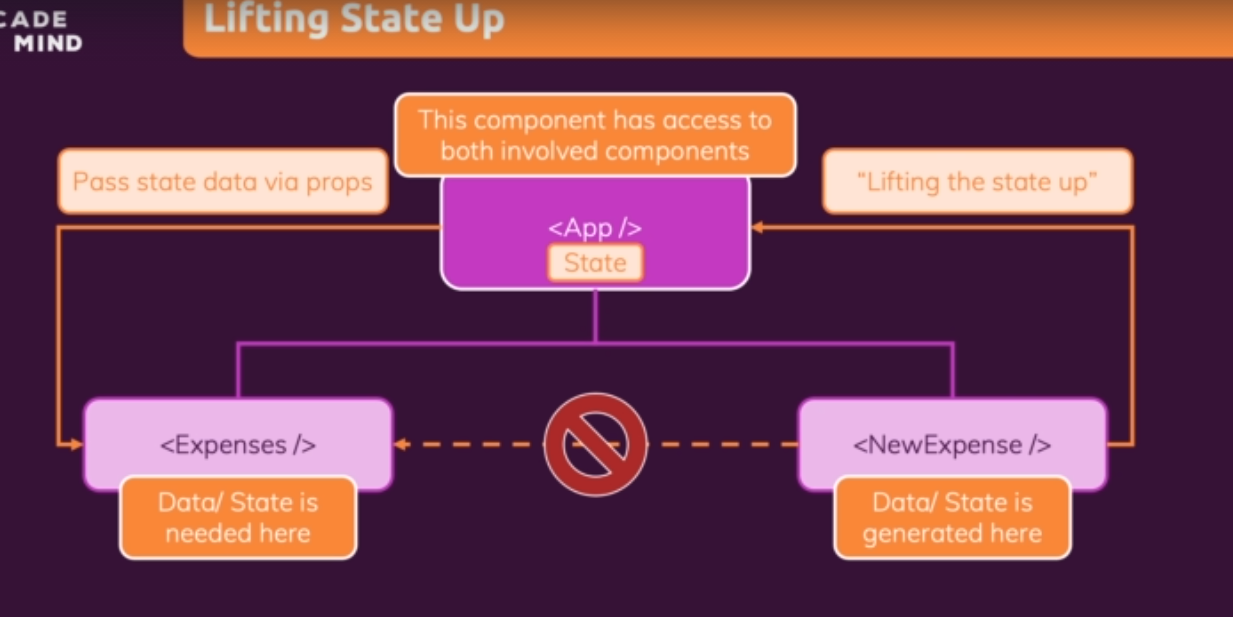 CADE
MIND
Lifting State Up
This component has access to
both involved components
Pass state data via props
"Lifting the state up"
<App />
State
<Expenses />
<NewExpense />
Data/ State is
needed here
Data/ State is
generated here